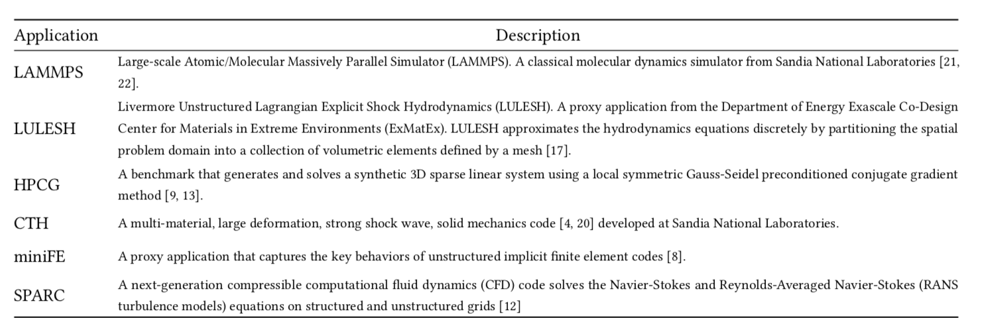 Application Description
LAMMPS
Large-scale Atomic/Molecular Massively Parallel Simulator (LAMMPS). A classical molecular dynamics simulator from Sandia National Laboratories [21,
22].
LULESH
Livermore Unstructured Lagrangian Explicit Shock Hydrodynamics (LULESH). A proxy application from the Department of Energy Exascale Co-Design
Center for Materials in Extreme Environments (ExMatEx). LULESH approximates the hydrodynamics equations discretely by partitioning the spatial
problem domain into a collection of volumetric elements defined by a mesh [17].
HPCG
A benchmark that generates and solves a synthetic 3D sparse linear system using a local symmetric Gauss-Seidel preconditioned conjugate gradient
method [9, 13].
CTH
A multi-material, large deformation, strong shock wave, solid mechanics code [4, 20] developed at Sandia National Laboratories.
miniFE
A proxy application that captures the key behaviors of unstructured implicit finite element codes [8].
SPARC
A next-generation compressible computational fluid dynamics (CFD) code solves the Navier-Stokes and Reynolds-Averaged Navier-Stokes (RANS
turbulence models) equations on structured and unstructured grids [12]